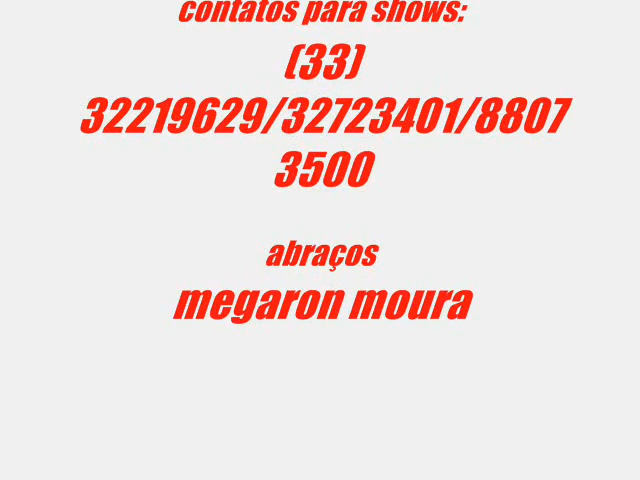 contatos para shows:
(33)
32219629/32723401/8807
3500
abraços
megaron moura